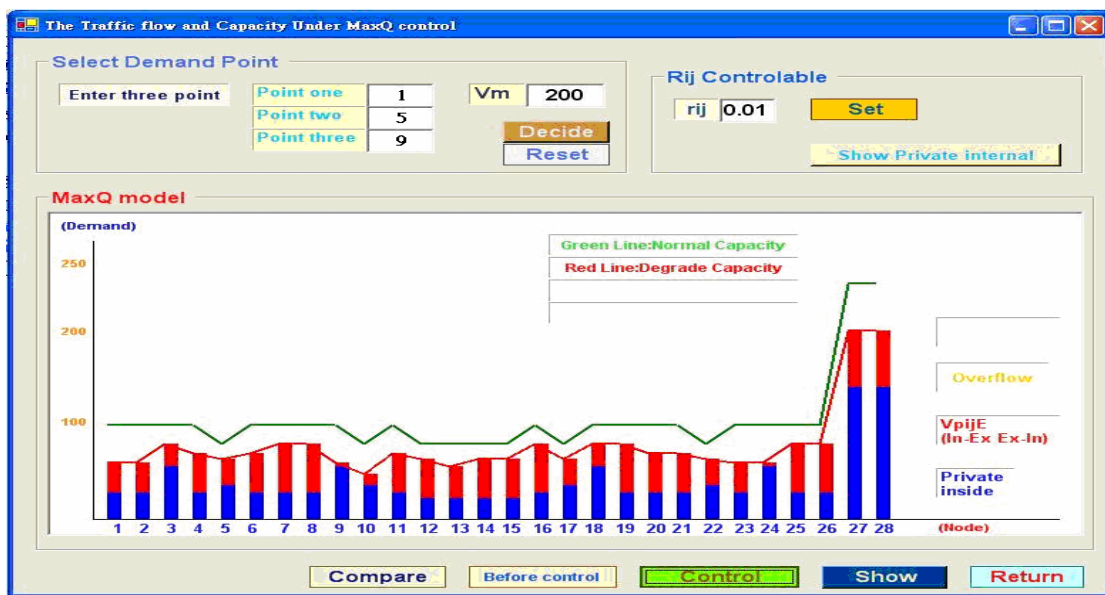 The Traffic flow and Capacity Under MaxQ control
Select Demand Point
Enter three point
Point one 1
Point two 5
Point three 9
Vm 200
Decide
Reset
Rij Controlable
rij 0.01
Set
Show Private internal
MaxQ model
(Demand)
250
200
100
Green Line:Normal Capacity
Red Line:Degrade Capacity
Overflow
VpijE
(In-Ex Ex-In)
Private
inside
1 2 3 4 5 6 7 8 9 10 11 12 13 14 15 16 17 18 19 20 21 22 23 24 25 26 27 28
(Node)
Compare
Before control
Control
Show
Return